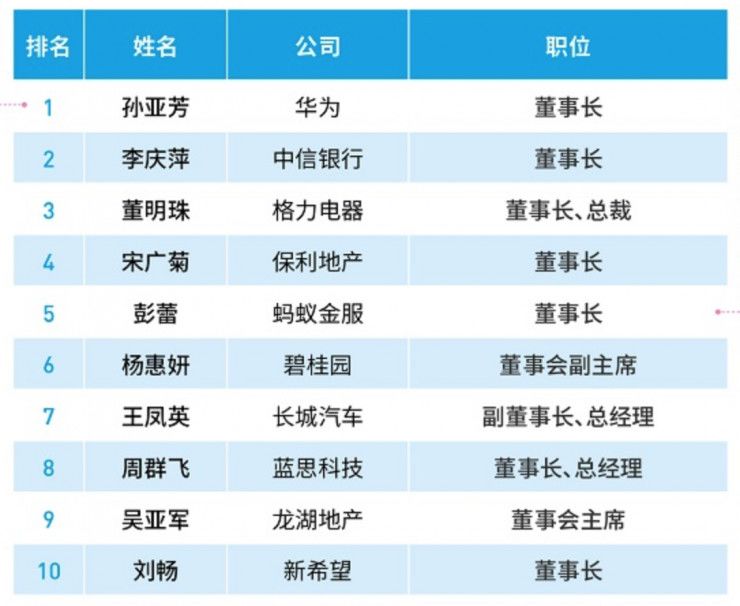 排名 姓名 公司 职位
1 孙亚芳 华为 董事长
2 李庆萍 中信银行 董事长
3 董明珠 格力电器 董事长、总裁
4 宋广菊 保利地产 董事长
5 彭蕾 蚂蚁金服 董事长
6 杨惠妍 碧桂园 董事会副主席
7 王凤英 长城汽车 副董事长、总经理
8 周群飞 蓝思科技 董事长、总经理
9 吴亚军 龙湖地产 董事会主席
10 刘畅 新希望 董事长